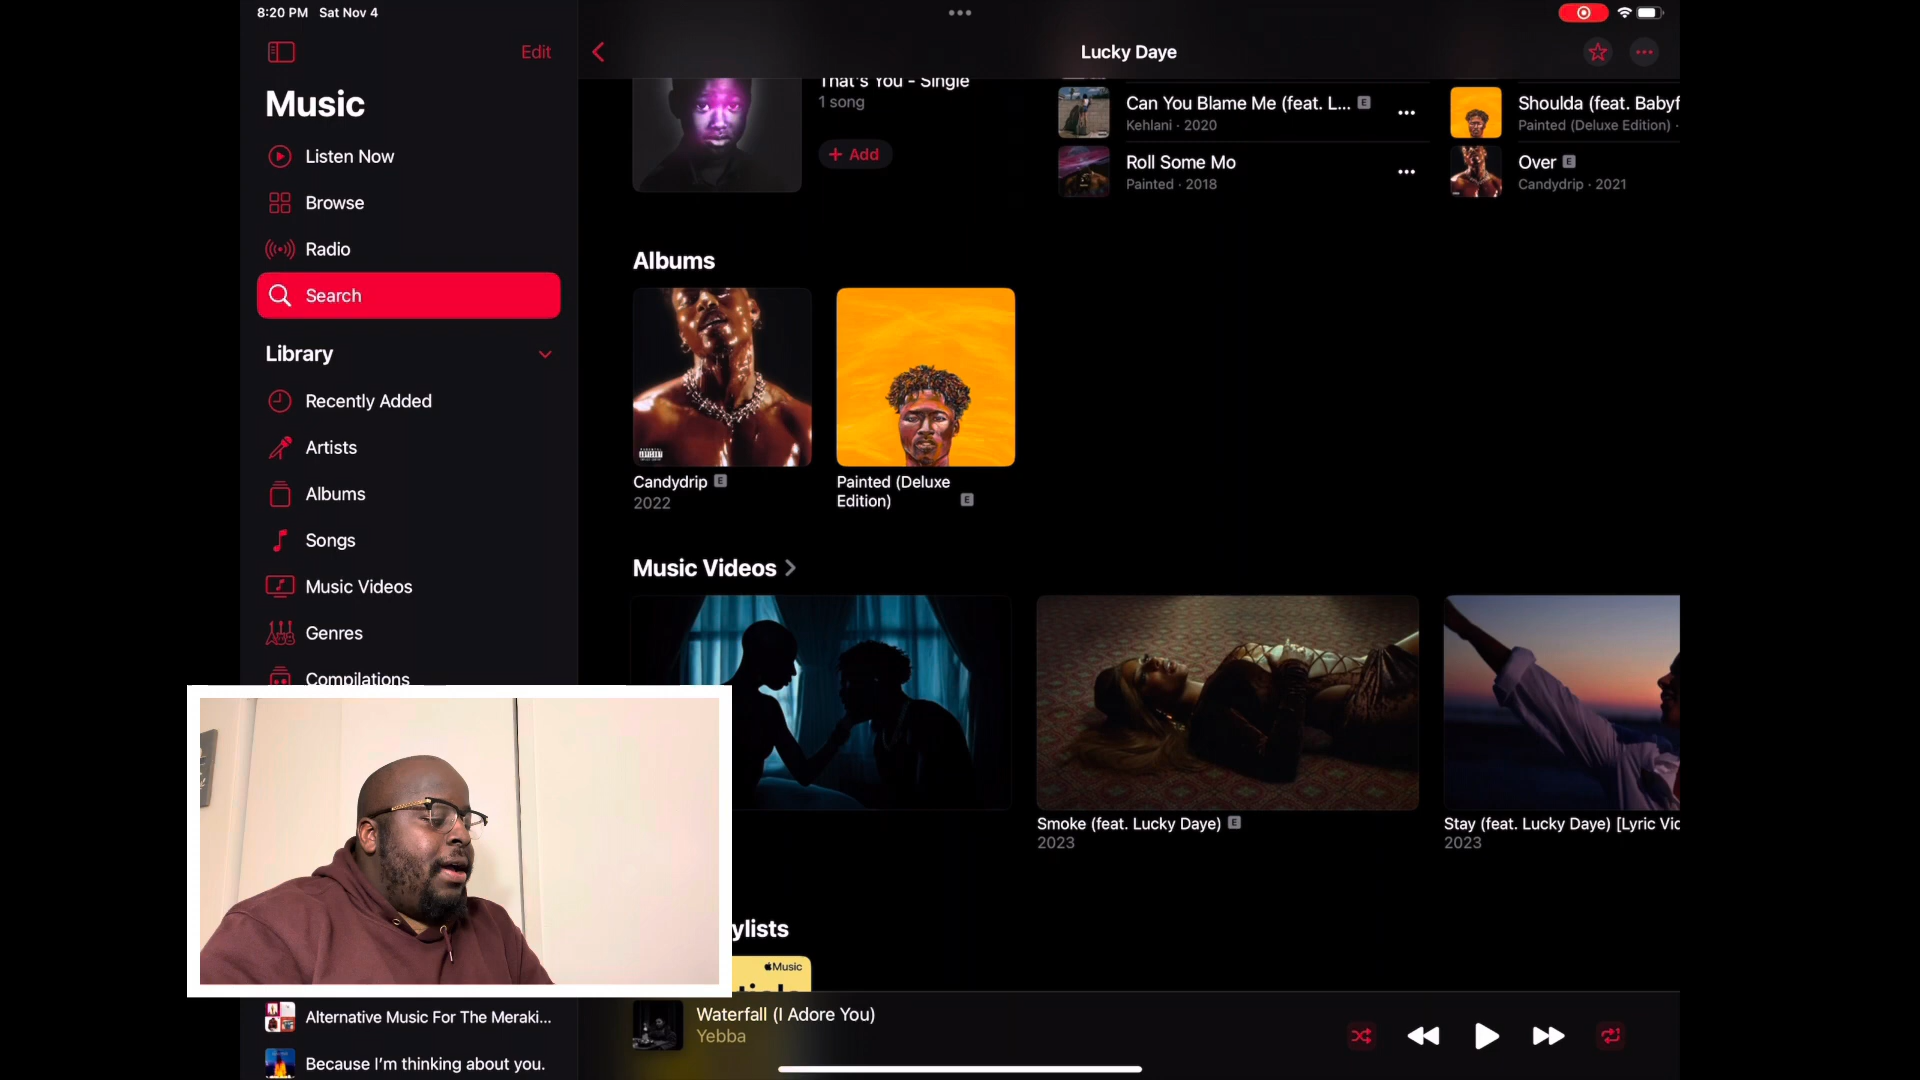 8:20 PM Sat Nov 4
Edit
Music
Listen Now
Browse
Radio
Search
Library
Recently Added
Artists
Albums
Songs
Music Videos
Genres
Compilations
Alternative Music For The Meraki...
Because I'm thinking about you.
Lucky Daye
That's You - Single
1 song
+ Add
Can You Blame Me (feat. L... E
Kehlani · 2020
Roll Some Mo
Painted · 2018
Shoulda (feat. Babyf
Painted (Deluxe Edition) ·
Over E
Candydrip · 2021
Albums
Candydrip E
2022
Painted (Deluxe
Edition) E
Music Videos
Smoke (feat. Lucky Daye) E
2023
Stay (feat. Lucky Daye) [Lyric Vid
2023
ylists
Music
Waterfall (I Adore You)
Yebba